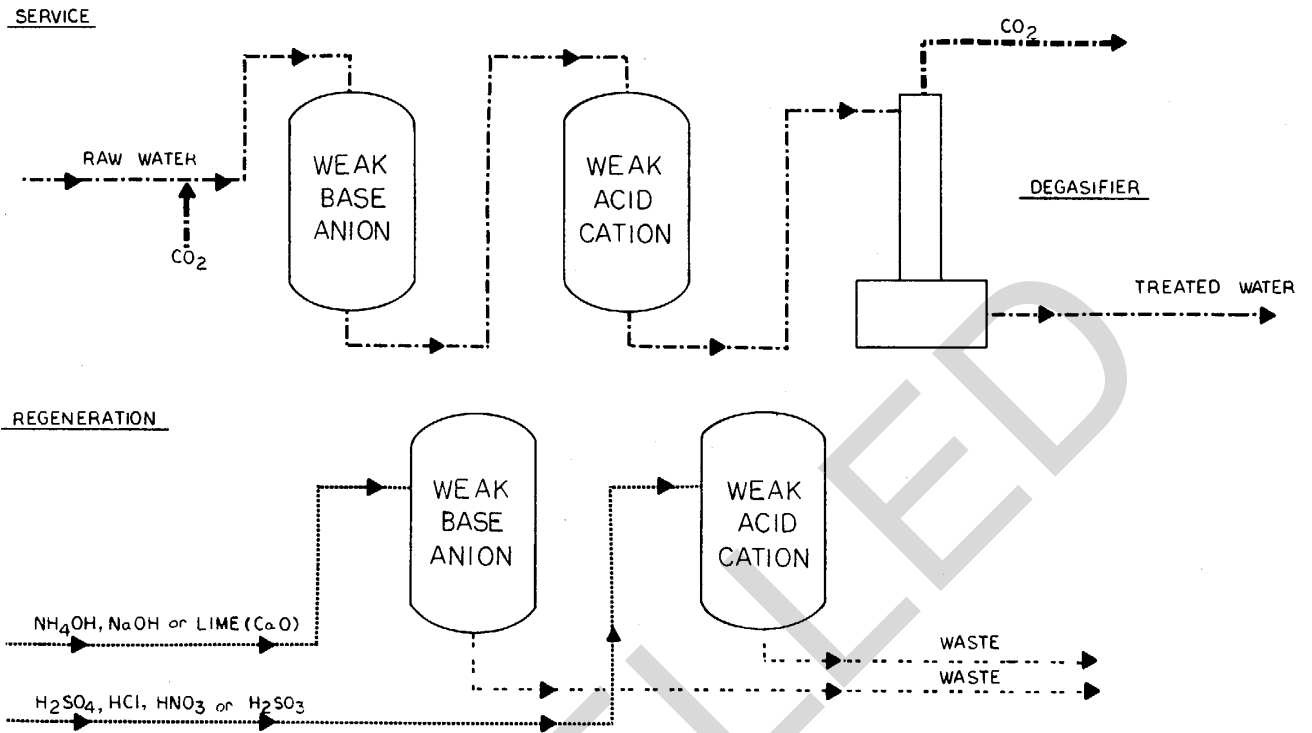 SERVICE
CO2
RAW WATER
CO2
WEAK
BASE
ANION
WEAK
ACID
CATION
DEGASIFIER
TREATED WATER
REGENERATION
WEAK
BASE
ANION
WEAK
ACID
CATION
NH4OH, NaOH or LIME (CaO)
WASTE
WASTE
H2SO4, HCl, HNO3 or H2SO3